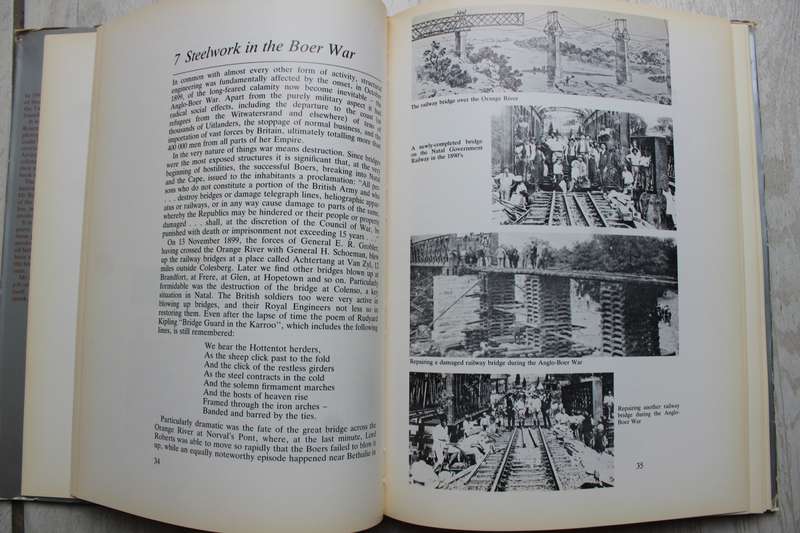 7 Steelwork in the Boer War
In common with almost every other form of activity, structural
engineering was fundamentally affected by the onset, in October
1899, of the long-feared calamity now become inevitable – the
Anglo-Boer War. Apart from the purely military aspect it had
radical social effects, including the departure to the coast of
refugees from the Witwatersrand and elsewhere) of
thousands of Uitlanders, the stoppage of normal business, and the
importation of vast forces by Britain, ultimately totalling more than
400 000 men from all parts of her Empire.
In the very nature of things war means destruction. Since bridges
were the most exposed structures it is significant that, at the very
beginning of hostilities, the successful Boers, breaking into Natal
and the Cape, issued to the inhabitants a proclamation: "All per-
sons who do not constitute a portion of the British Army and who
. . . destroy bridges or damage telegraph lines, heliographic appar-
atus or railways, or in any way cause damage to parts of the same,
whereby the Republics may be hindered or their people or property
damaged . . . shall, at the discretion of the Council of War, be
punished with death or imprisonment not exceeding 15 years . . ."
On 15 November 1899, the forces of General E. R. Grobler,
having crossed the Orange River with General H. Schoeman, blew
up the railway bridges at a place called Achtertang at Van Zyl, 12
miles outside Colesberg. Later we find other bridges blown up at
Brandfort, at Frere, at Glen, at Hopetown and so on. Particularly
formidable was the destruction of the bridge at Colenso, a key
situation in Natal. The British soldiers too were very active in
blowing up bridges, and their Royal Engineers not less so in
restoring them. Even after the lapse of time the poem of Rudyard
Kipling "Bridge Guard in the Karroo", which includes the following
lines, is still remembered:
We hear the Hottentot herders,
As the sheep click past to the fold
And the click of the restless girders
As the steel contracts in the cold
And the solemn firmament marches
And the hosts of heaven rise
Framed through the iron arches –
Banded and barred by the ties.
Particularly dramatic was the fate of the great bridge across the
Orange River at Norval's Pont, where, at the last minute, Lord
Roberts was able to move so rapidly that the Boers failed to blow it
up, while an equally noteworthy episode happened near Bethulie in
34
The railway bridge over the Orange River
A newly-completed bridge
on the Natal Government
Railway in the 1890's
Repairing a damaged railway bridge during the Anglo-Boer War
Repairing another railway
bridge during the Anglo-
Boer War
35